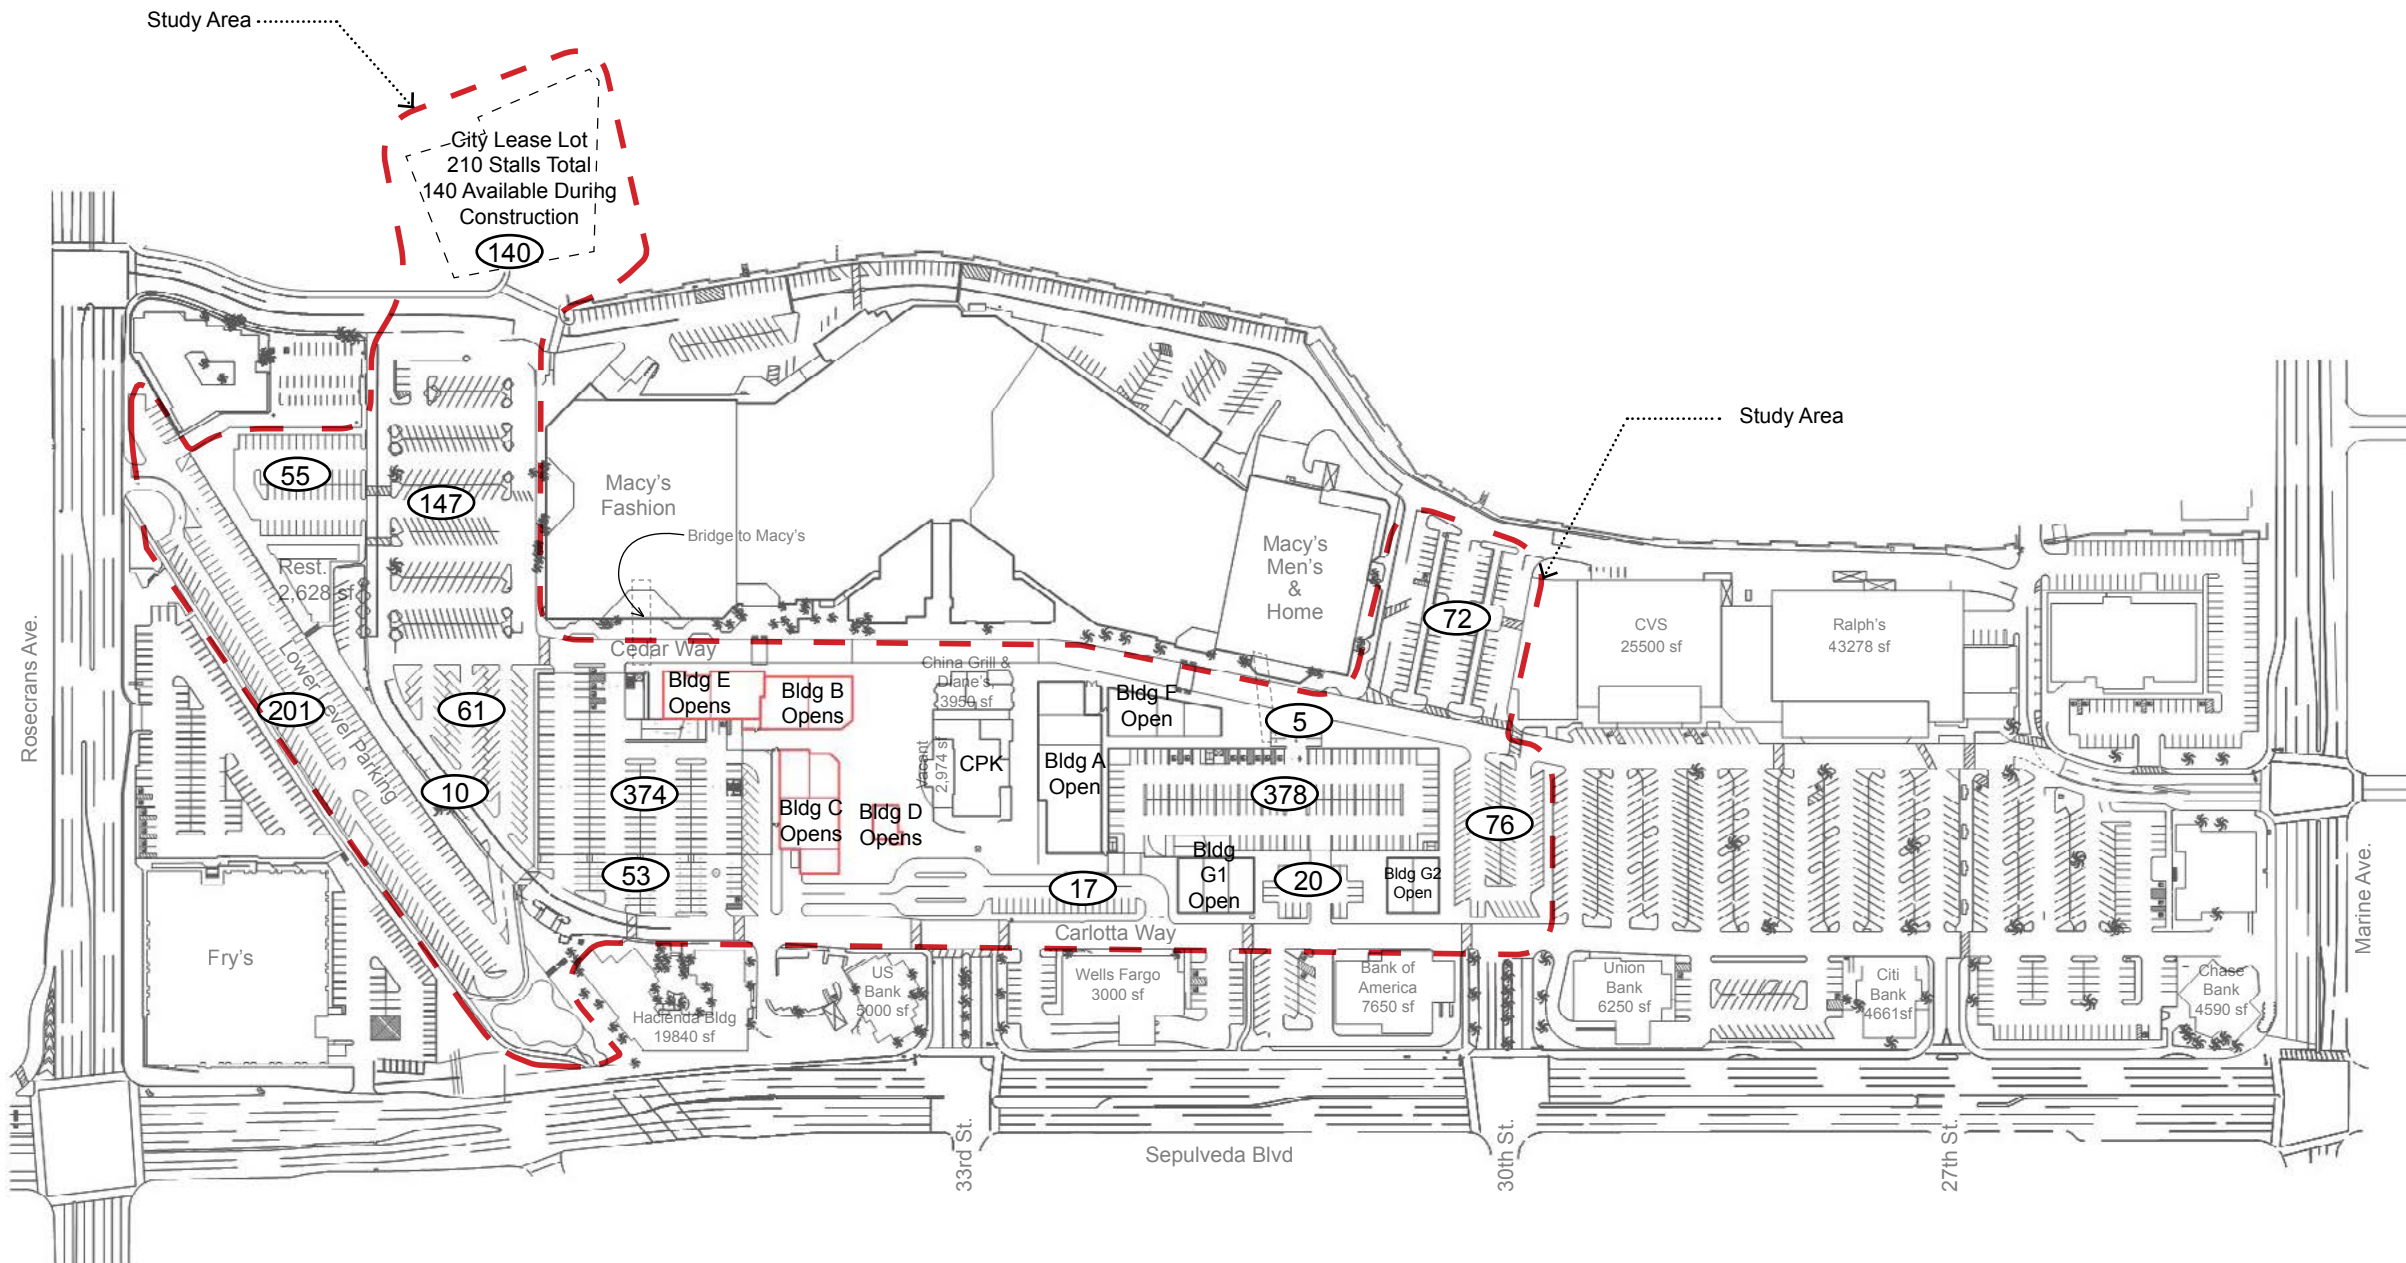 Study Area
City Lease Lot
210 Stalls Total
140 Available During
Construction
140
Study Area
55
147
Macy's
Fashion
Bridge to Macy's
Macy's
Men's
&
Home
72
CVS
25500 sf
Ralph's
43278 sf
Rest.
2,628 sf
Rosecrans Ave.
Lower Level Parking
201
61
10
Cedar Way
Bldg E
Opens
Bldg B
Opens
China Grill &
Diane's,
3950 sf
Vacant
2,974 sf
CPK
Bldg A
Open
Bldg F
Open
5
374
Bldg C
Opens
Bldg D
Opens
378
76
53
17
Bldg
G1
Open
20
Bldg G2
Open
Carlotta Way
Marine Ave.
Fry's
Hacienda Bldg
19840 sf
US
Bank
5000 sf
Wells Fargo
3000 sf
Bank of
America
7650 sf
Union
Bank
6250 sf
Citi
Bank
4661sf
Chase
Bank
4590 sf
33rd St.
Sepulveda Blvd
30th St.
27th St.